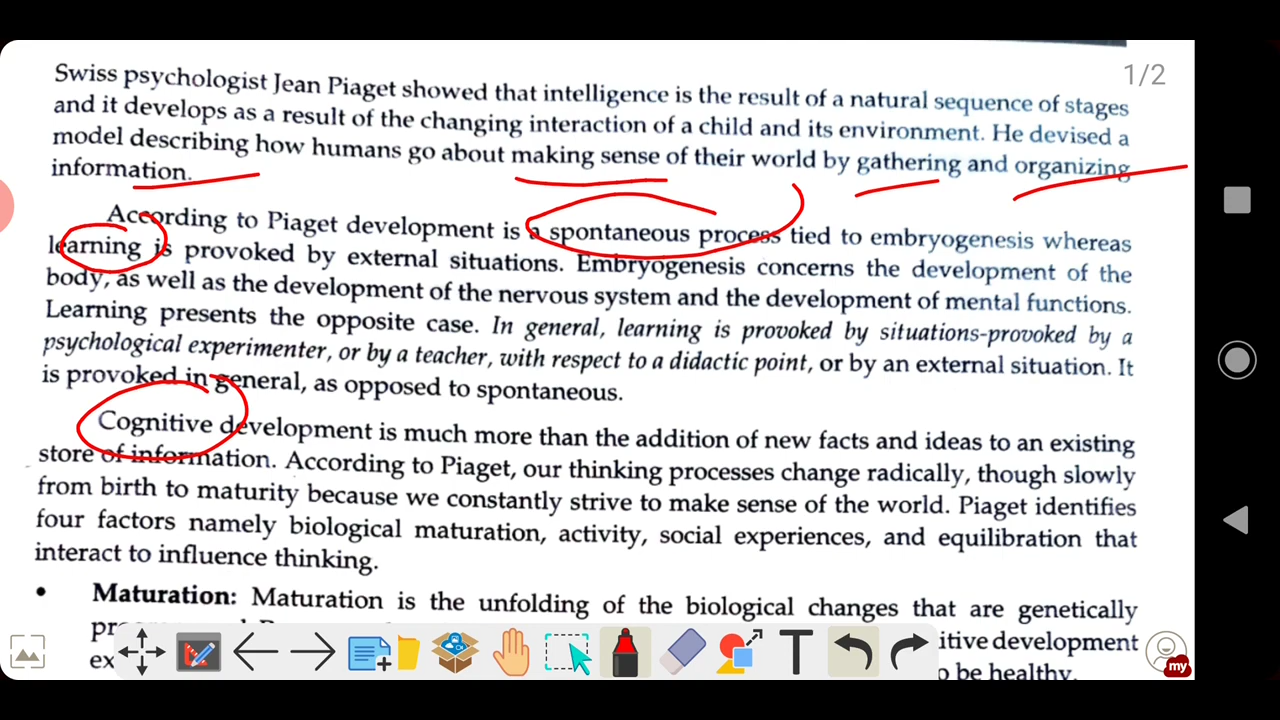 1/2
Swiss psychologist Jean Piaget showed that intelligence is the result of a natural sequence of stages
and it develops as a result of the changing interaction of a child and its environment. He devised a
model describing how humans go about making sense of their world by gathering and organizing
information.
According to Piaget development is a spontaneous process tied to embryogenesis whereas
learning is provoked by external situations. Embryogenesis concerns the development of the
body, as well as the development of the nervous system and the development of mental functions.
Learning presents the opposite case. In general, learning is provoked by situations-provoked by a
psychological experimenter, or by a teacher, with respect to a didactic point, or by an external situation. It
is provoked in general, as opposed to spontaneous.
Cognitive development is much more than the addition of new facts and ideas to an existing
store of information. According to Piaget, our thinking processes change radically, though slowly
from birth to maturity because we constantly strive to make sense of the world. Piaget identifies
four factors namely biological maturation, activity, social experiences, and equilibration that
interact to influence thinking.
• Maturation: Maturation is the unfolding of the biological changes that are genetically
development
be healthy.
T
my